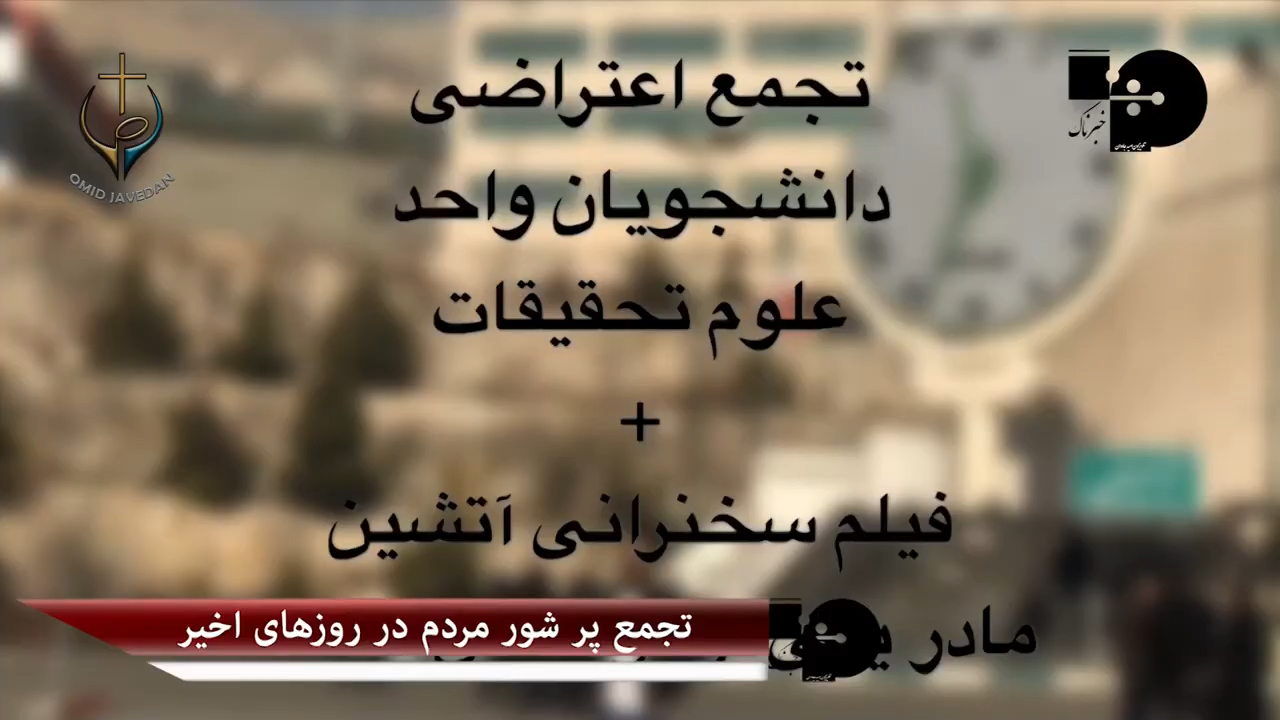 تجمع اعتراضی
دانشجویان واحد
علوم تحقیقات
+
فیلم سخنرانی آتشین
مادر
تجمع پر شور مردم در روزهای اخیر
OMID JAVEDAN
خبرناک